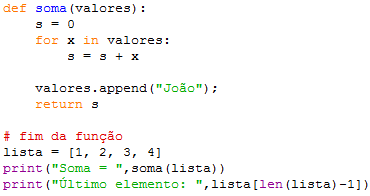 def soma(valores):
    s = 0
    for x in valores:
        s = s + x

    valores.append("João");
    return s

# fim da função
lista = [1, 2, 3, 4]
print("Soma = ",soma(lista))
print("Último elemento: ",lista[len(lista)-1])